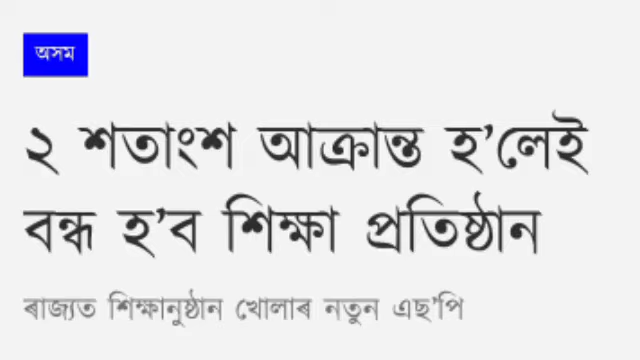 অসম
২ শতাংশ আক্ৰান্ত হ’লেই
বন্ধ হ’ব শিক্ষা প্ৰতিষ্ঠান
ৰাজ্যত শিক্ষানুষ্ঠান খোলাৰ নতুন এছ’পি